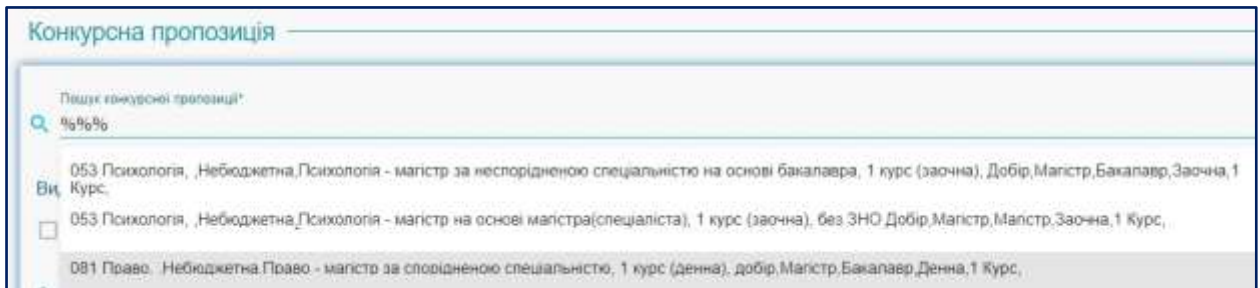 Конкурсна пропозиція
Пошук конкурсної пропозиції*
%%%
053 Психологія, ,Небюджетна,Психологія - магістр за неспорідненою спеціальністю на основі бакалавра, 1 курс (заочна), Добір,Магістр,Бакалавр,Заочна,1
Ви, Курс,
053 Психологія, ,Небюджетна,Психологія - магістр на основі магістра(спеціаліста), 1 курс (заочна), без ЗНО Добір,Магістр,Магістр,Заочна,1 Курс,
081 Право, ,Небюджетна,Право - магістр за спорідненою спеціальністю, 1 курс (денна), добір,Магістр,Бакалавр,Денна,1 Курс,